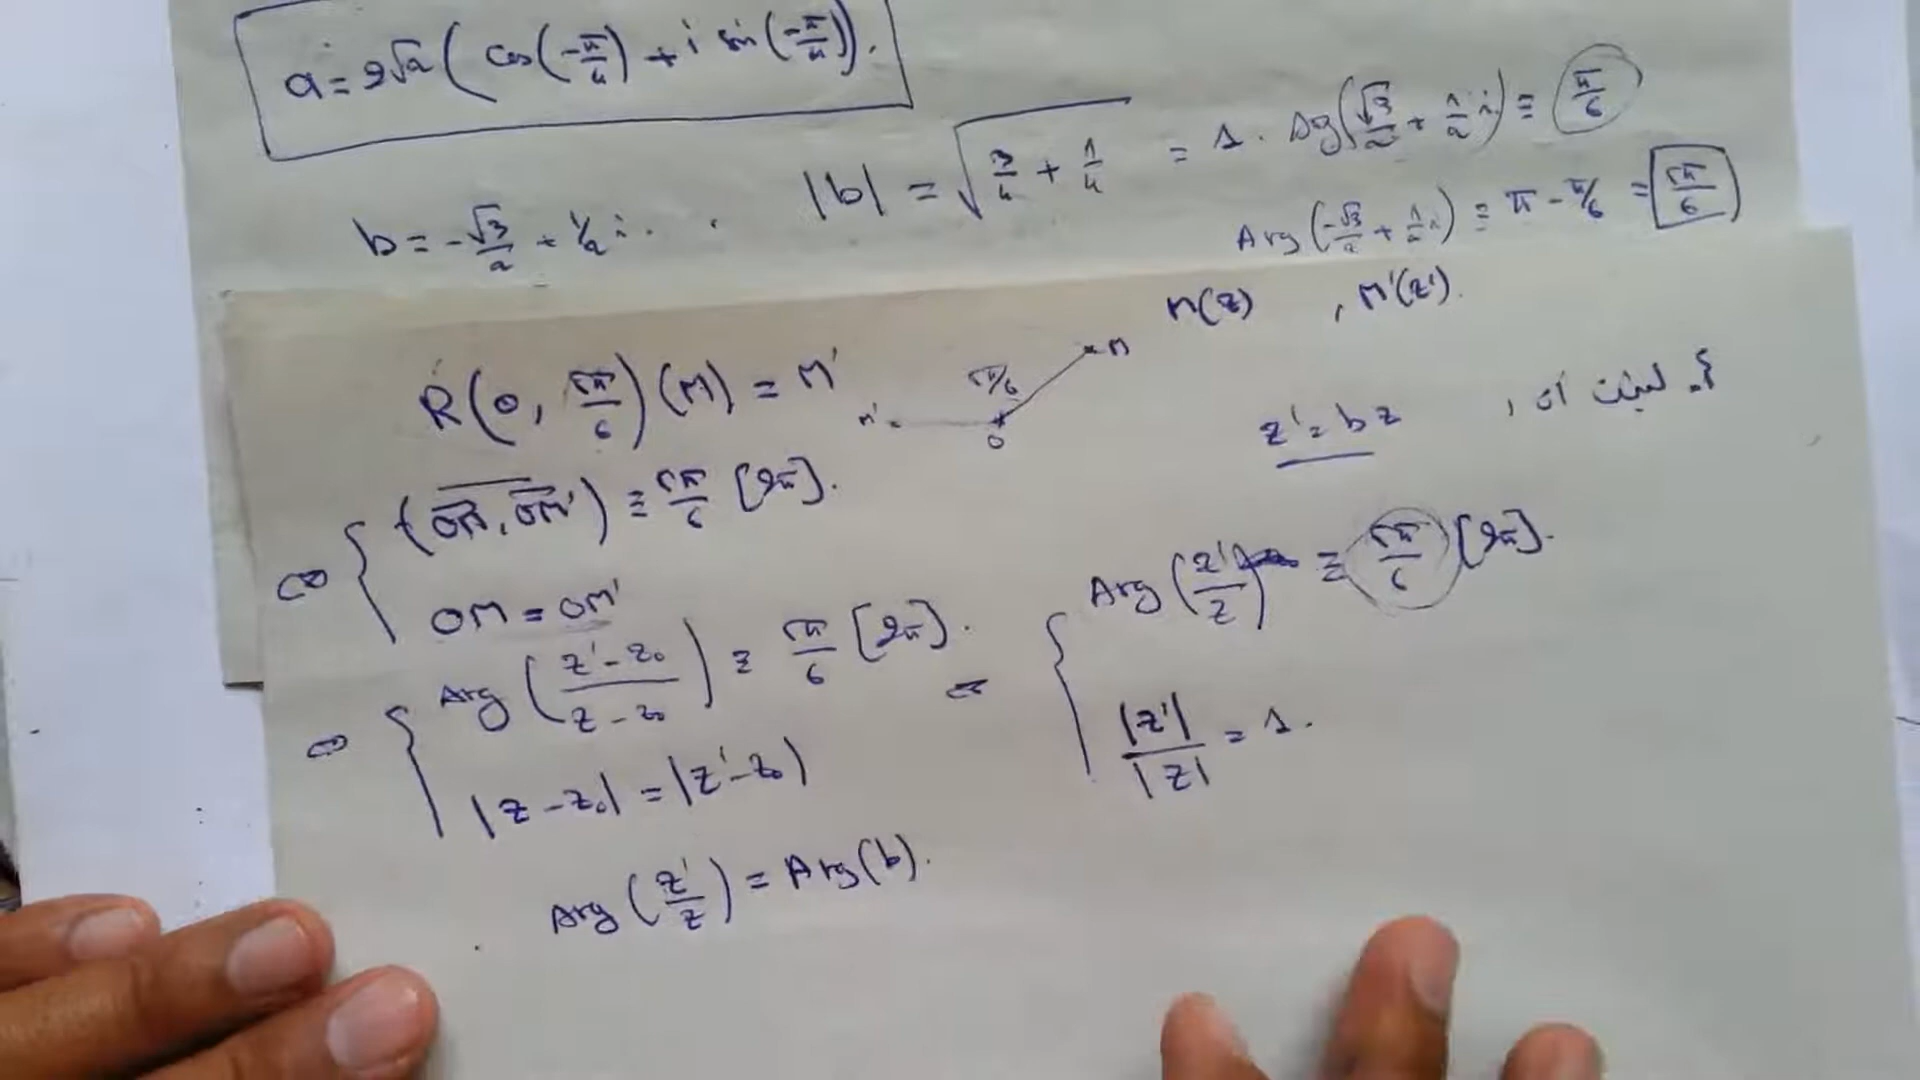 a = 2√2 ( cos(-π/4) + i sin(-π/4) ).
b = -√3/2 + 1/2 i .
|b| = √(3/4 + 1/4) = 1 . Arg(√3/2 + 1/2 i) ≡ π/6
Arg(-√3/2 + 1/2 i) ≡ π - π/6 = 5π/6
M(z) , M'(z').
R(O, 5π/6)(M) = M'
M' O M 5π/6
z' = bz
⇔ { (OM, OM') ≡ 5π/6 [2π].
OM = OM'
⇔ { Arg( (z' - z₀)/(z - z₀) ) ≡ 5π/6 [2π].
|z - z₀| = |z' - z₀|
⇔ { Arg( z'/z ) ≡ 5π/6 [2π].
|z'|/|z| = 1.
Arg( z'/z ) ≡ Arg(b).